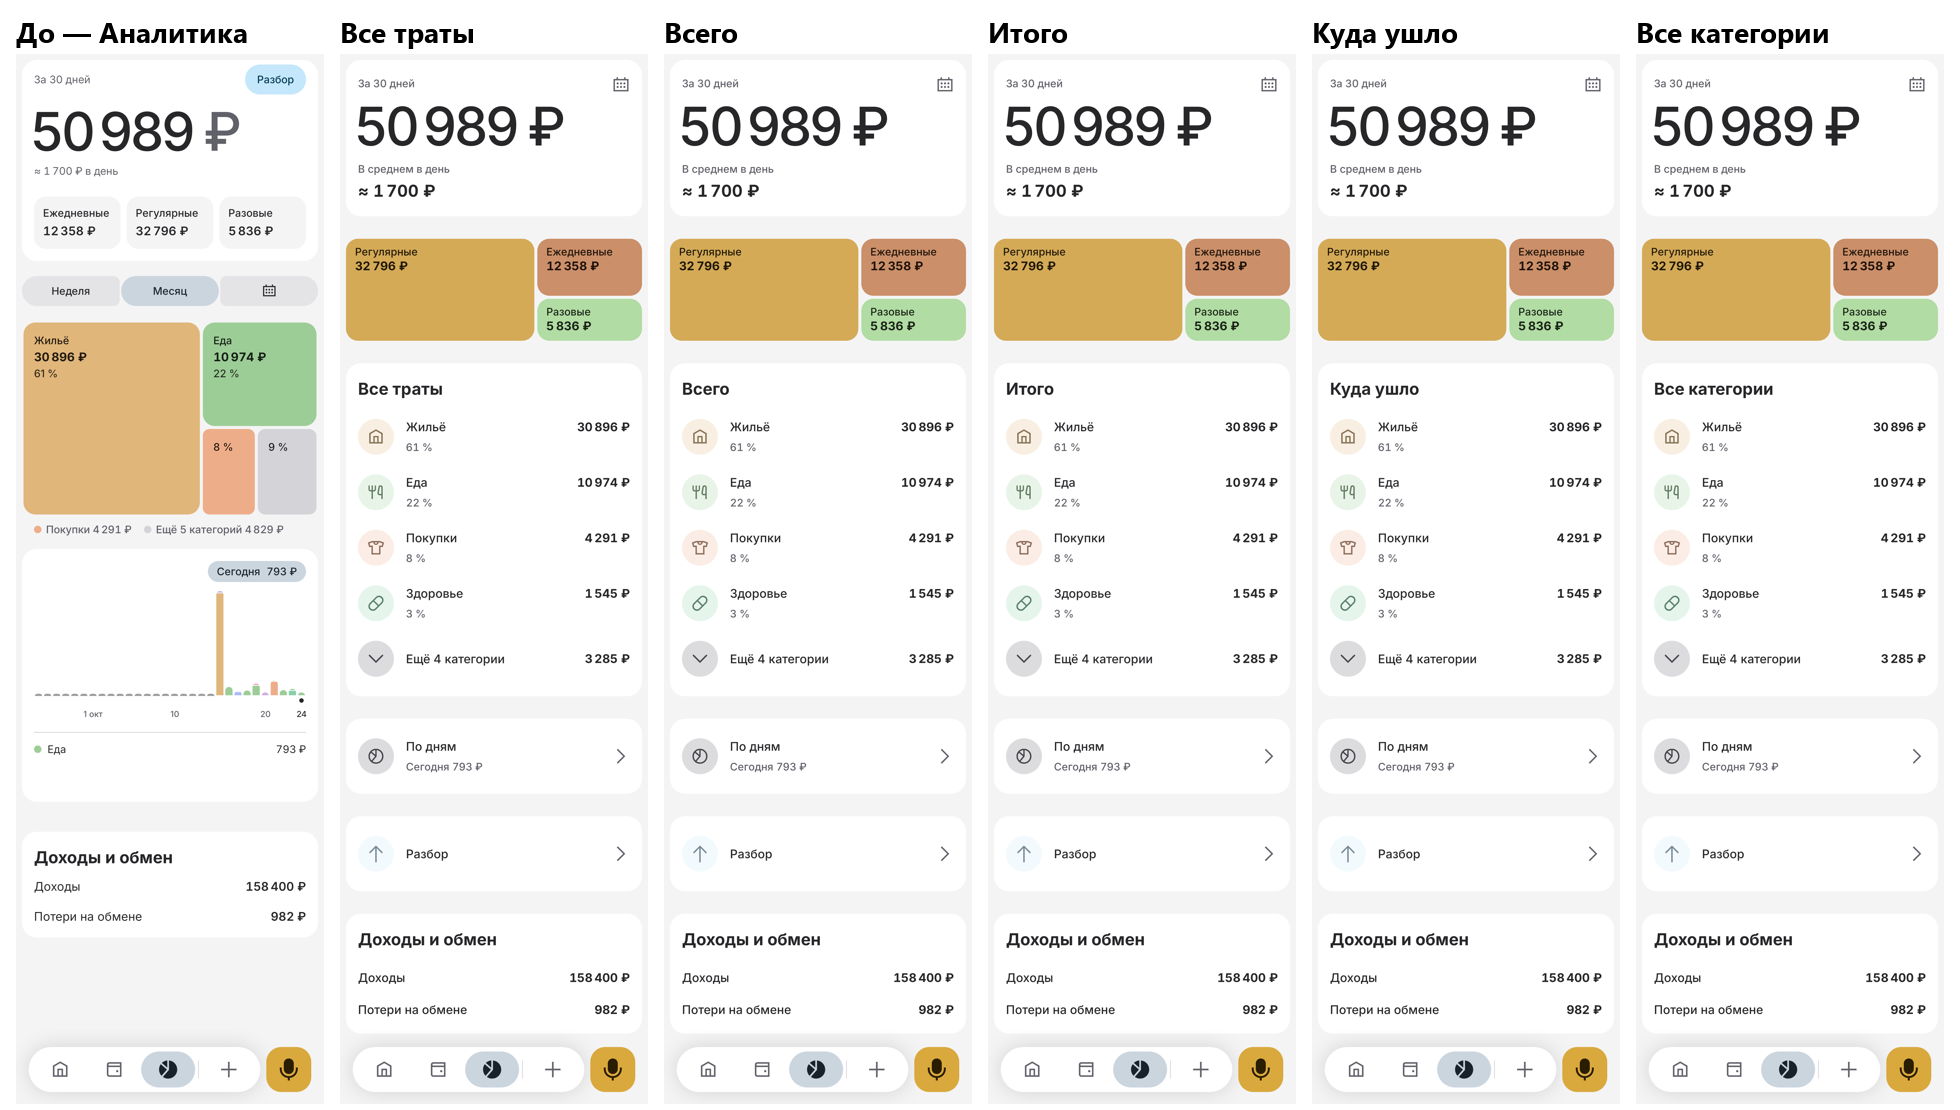 До — Аналитика
За 30 дней
Разбор
50 989 ₽
≈ 1 700 ₽ в день
Ежедневные
12 358 ₽
Регулярные
32 796 ₽
Разовые
5 836 ₽
Неделя
Месяц
Жильё
30 896 ₽
61 %
Еда
10 974 ₽
22 %
8 %
9 %
Покупки 4 291 ₽
Ещё 5 категорий 4 829 ₽
Сегодня 793 ₽
1 окт
10
20
24
Еда
793 ₽
Доходы и обмен
Доходы
158 400 ₽
Потери на обмене
982 ₽
Все траты
За 30 дней
50 989 ₽
В среднем в день
≈ 1 700 ₽
Регулярные
32 796 ₽
Ежедневные
12 358 ₽
Разовые
5 836 ₽
Все траты
Жильё
30 896 ₽
61 %
Еда
10 974 ₽
22 %
Покупки
4 291 ₽
8 %
Здоровье
1 545 ₽
3 %
Ещё 4 категории
3 285 ₽
По дням
Сегодня 793 ₽
Разбор
Доходы и обмен
Доходы
158 400 ₽
Потери на обмене
982 ₽
Всего
За 30 дней
50 989 ₽
В среднем в день
≈ 1 700 ₽
Регулярные
32 796 ₽
Ежедневные
12 358 ₽
Разовые
5 836 ₽
Всего
Жильё
30 896 ₽
61 %
Еда
10 974 ₽
22 %
Покупки
4 291 ₽
8 %
Здоровье
1 545 ₽
3 %
Ещё 4 категории
3 285 ₽
По дням
Сегодня 793 ₽
Разбор
Доходы и обмен
Доходы
158 400 ₽
Потери на обмене
982 ₽
Итого
За 30 дней
50 989 ₽
В среднем в день
≈ 1 700 ₽
Регулярные
32 796 ₽
Ежедневные
12 358 ₽
Разовые
5 836 ₽
Итого
Жильё
30 896 ₽
61 %
Еда
10 974 ₽
22 %
Покупки
4 291 ₽
8 %
Здоровье
1 545 ₽
3 %
Ещё 4 категории
3 285 ₽
По дням
Сегодня 793 ₽
Разбор
Доходы и обмен
Доходы
158 400 ₽
Потери на обмене
982 ₽
Куда ушло
За 30 дней
50 989 ₽
В среднем в день
≈ 1 700 ₽
Регулярные
32 796 ₽
Ежедневные
12 358 ₽
Разовые
5 836 ₽
Куда ушло
Жильё
30 896 ₽
61 %
Еда
10 974 ₽
22 %
Покупки
4 291 ₽
8 %
Здоровье
1 545 ₽
3 %
Ещё 4 категории
3 285 ₽
По дням
Сегодня 793 ₽
Разбор
Доходы и обмен
Доходы
158 400 ₽
Потери на обмене
982 ₽
Все категории
За 30 дней
50 989 ₽
В среднем в день
≈ 1 700 ₽
Регулярные
32 796 ₽
Ежедневные
12 358 ₽
Разовые
5 836 ₽
Все категории
Жильё
30 896 ₽
61 %
Еда
10 974 ₽
22 %
Покупки
4 291 ₽
8 %
Здоровье
1 545 ₽
3 %
Ещё 4 категории
3 285 ₽
По дням
Сегодня 793 ₽
Разбор
Доходы и обмен
Доходы
158 400 ₽
Потери на обмене
982 ₽